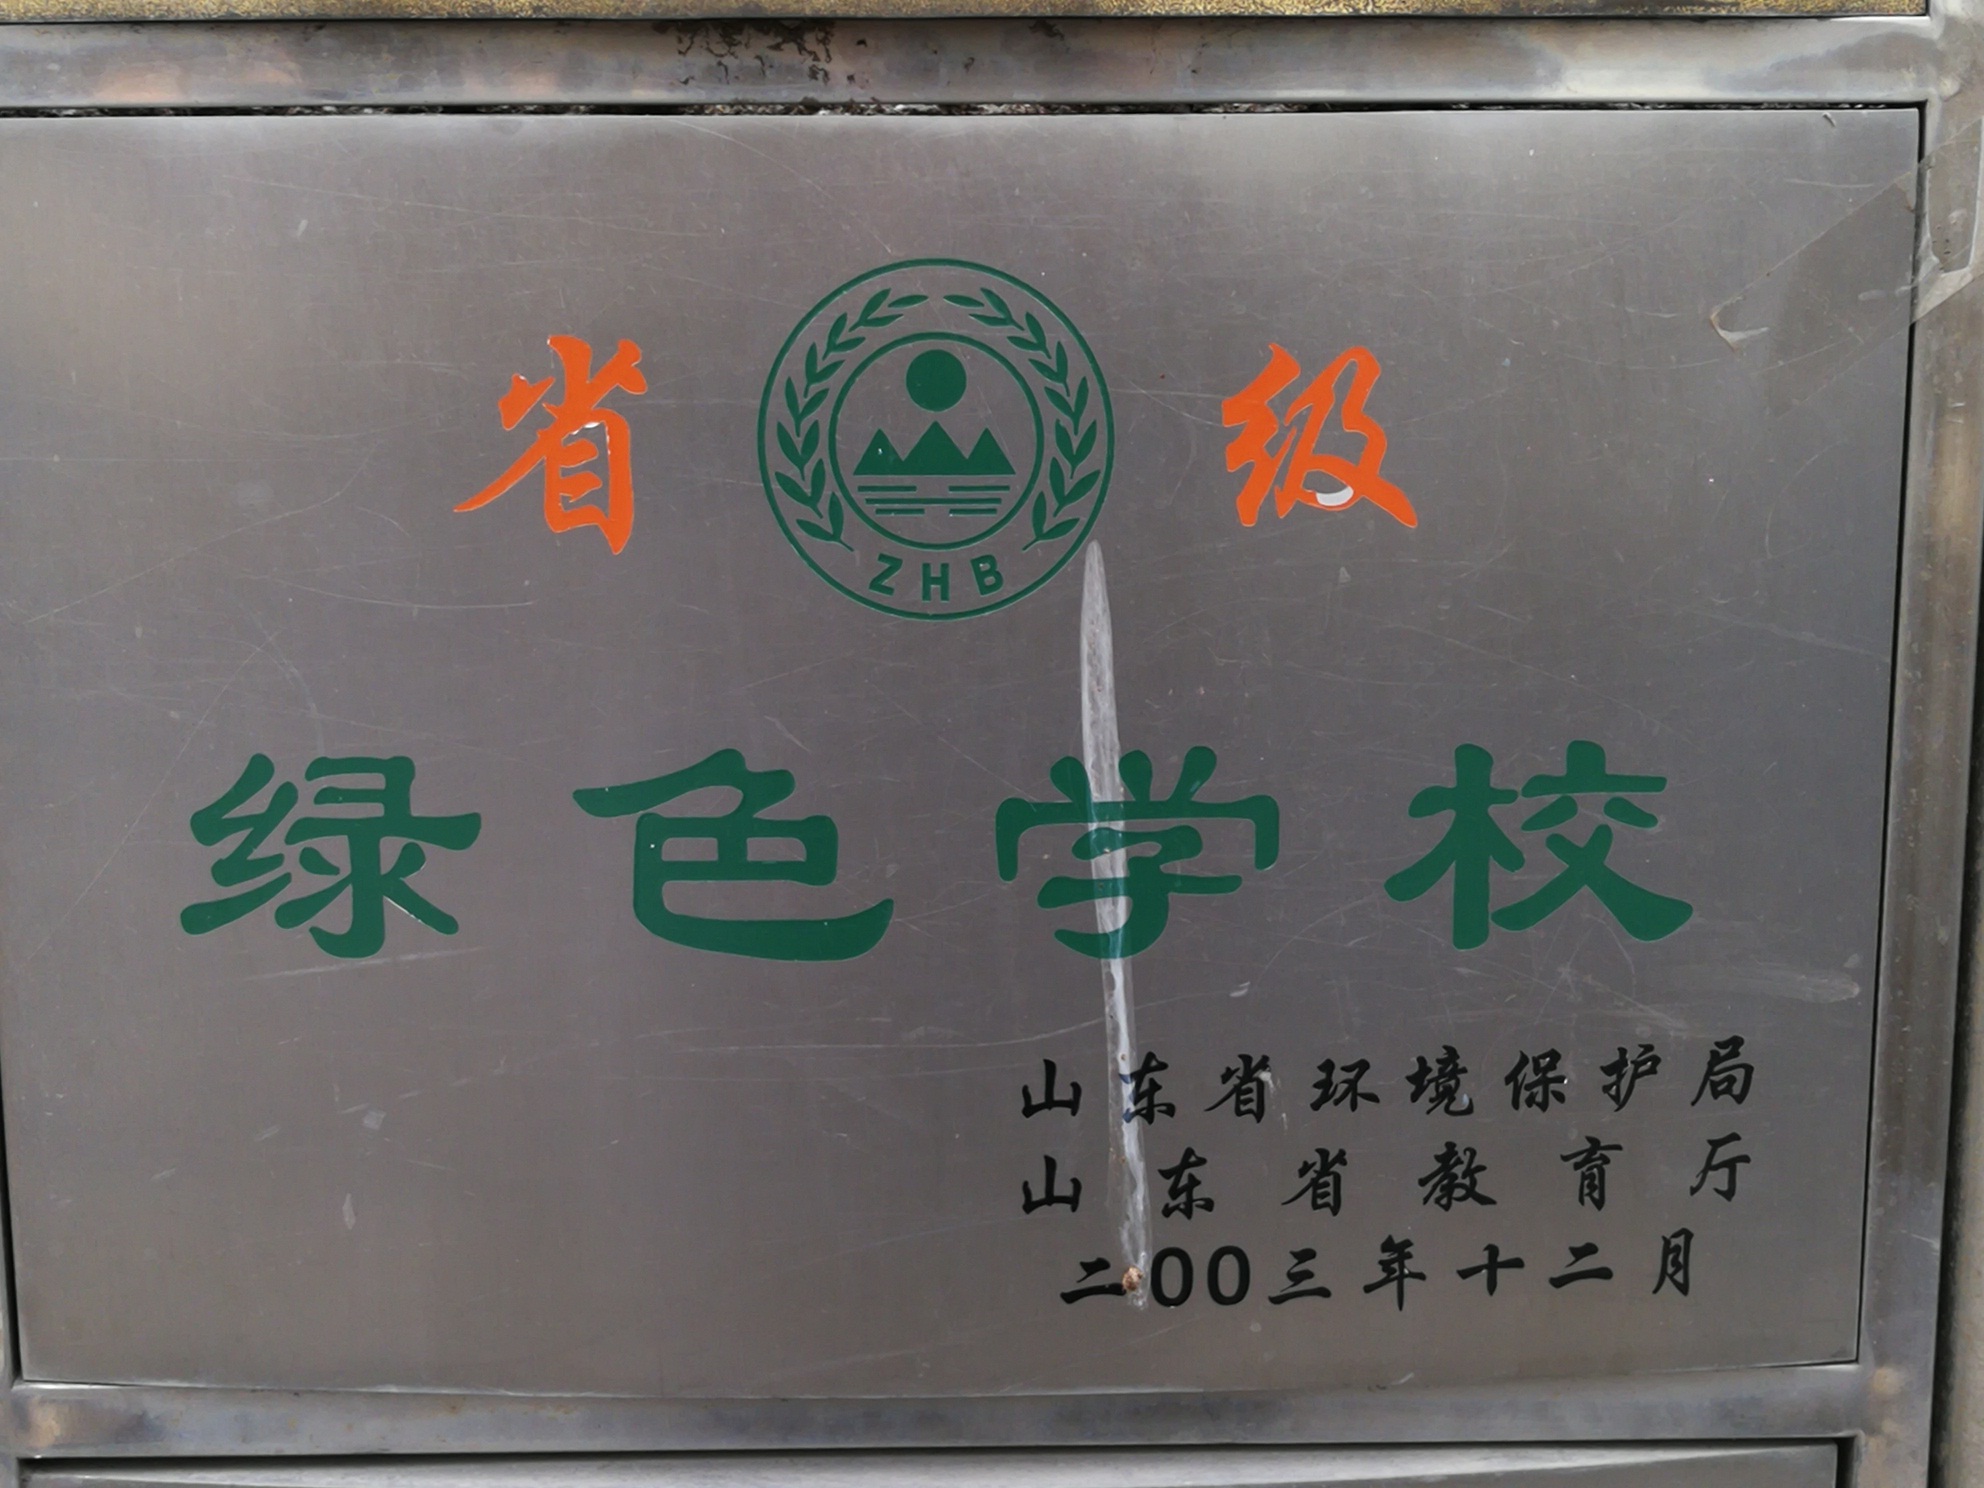 省 级
ZHB
绿色学校
山东省环境保护局
山东省教育厅
二00三年十二月